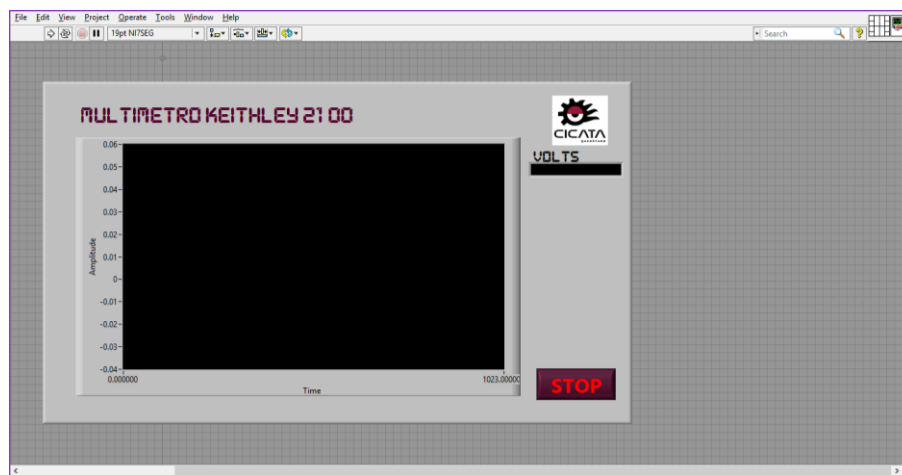 File Edit View Project Operate Tools Window Help
19pt NI7SEG
Search
MULTIMETRO KEITHLEY 2100
CICATA
VOLTS
0.06
0.05
0.04
0.03
0.02
0.01
0
-0.01
-0.02
-0.03
-0.04
Amplitude
0.000000
1023.00000
Time
STOP